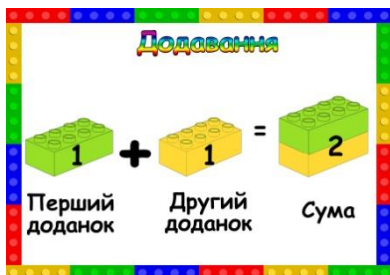 Додавання
1 + 1 = 2
Перший доданок
Другий доданок
Сума